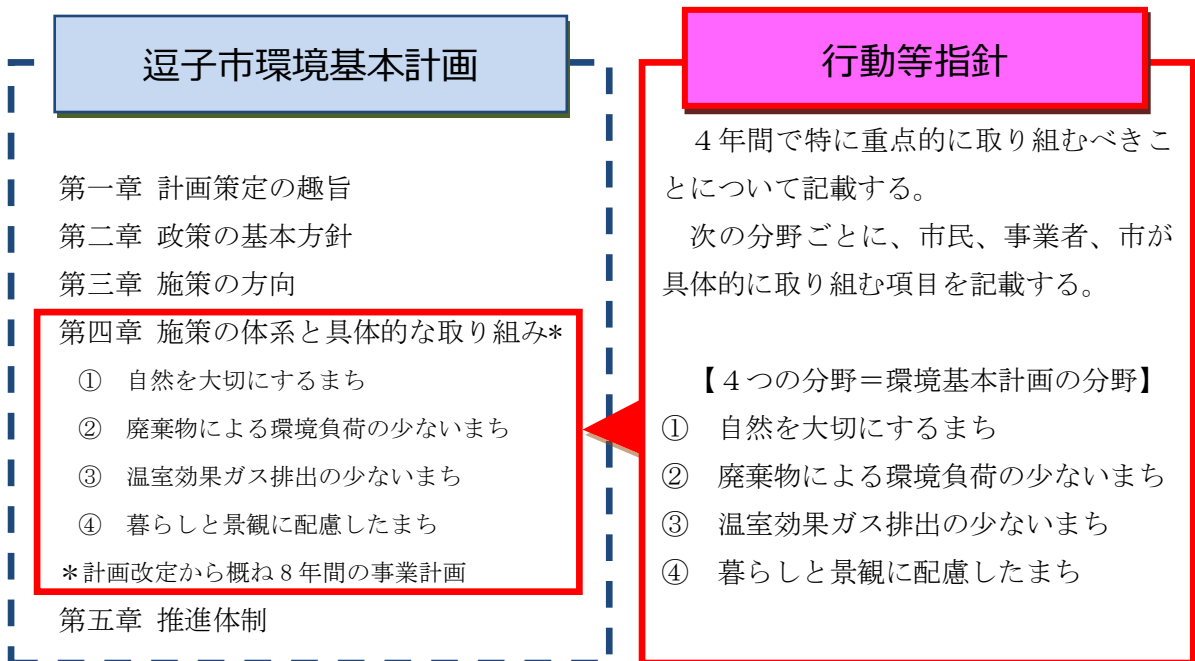 逗子市環境基本計画
第一章 計画策定の趣旨
第二章 政策の基本方針
第三章 施策の方向
第四章 施策の体系と具体的な取り組み*
① 自然を大切にするまち
② 廃棄物による環境負荷の少ないまち
③ 温室効果ガス排出の少ないまち
④ 暮らしと景観に配慮したまち
*計画改定から概ね8年間の事業計画
第五章 推進体制
行動等指針
4年間で特に重点的に取り組むべきこ
とについて記載する。
次の分野ごとに、市民、事業者、市が
具体的に取り組む項目を記載する。
【4つの分野=環境基本計画の分野】
① 自然を大切にするまち
② 廃棄物による環境負荷の少ないまち
③ 温室効果ガス排出の少ないまち
④ 暮らしと景観に配慮したまち